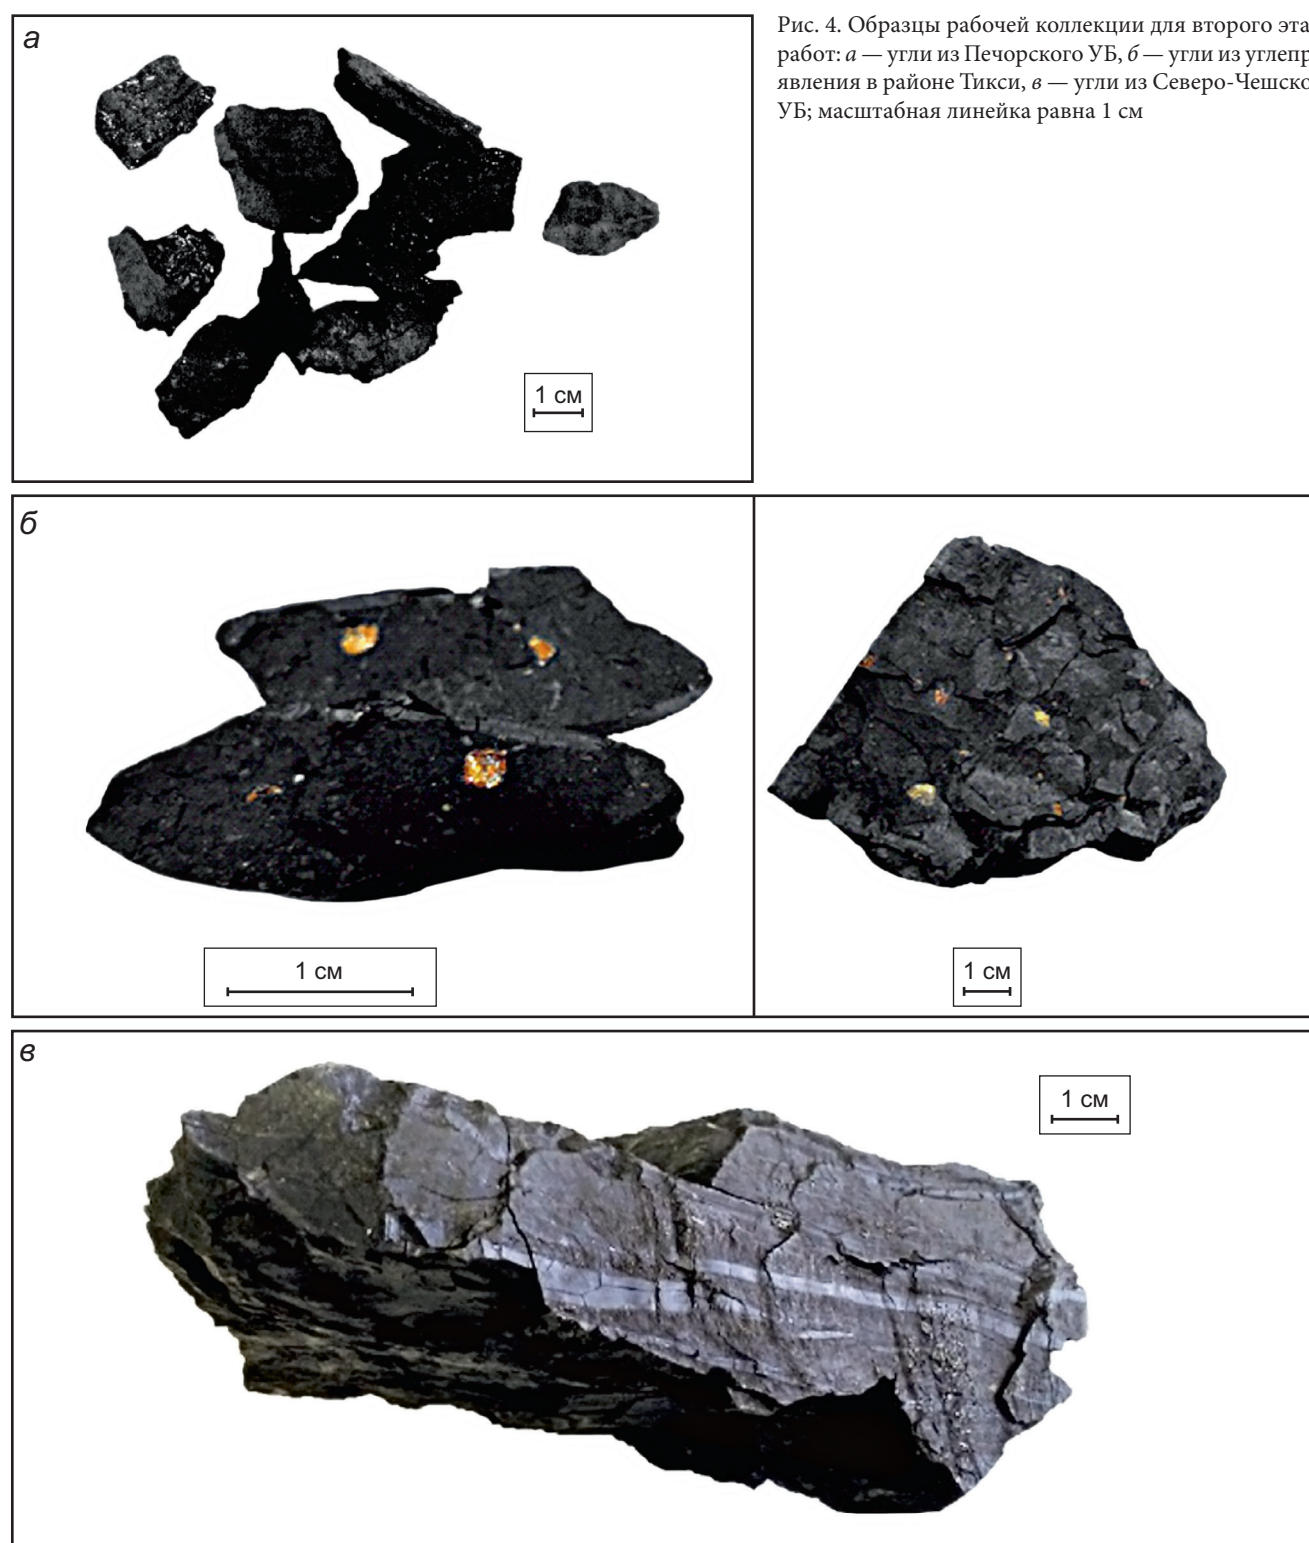 а
Рис. 4. Образцы рабочей коллекции для второго эта
работ: а — угли из Печорского УБ, б — угли из углепр
явления в районе Тикси, в — угли из Северо-Чешско
УБ; масштабная линейка равна 1 см
1 см
б
1 см
1 см
в
1 см